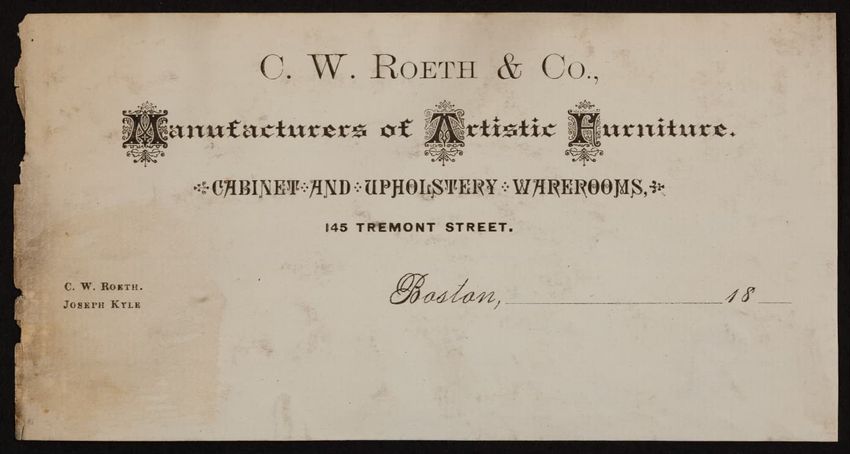 C. W. ROETH & CO.,
Manufacturers of Artistic Furniture.
CABINET AND UPHOLSTERY WAREROOMS,
145 TREMONT STREET.
C. W. ROETH.
JOSEPH KYLE
Boston, 18